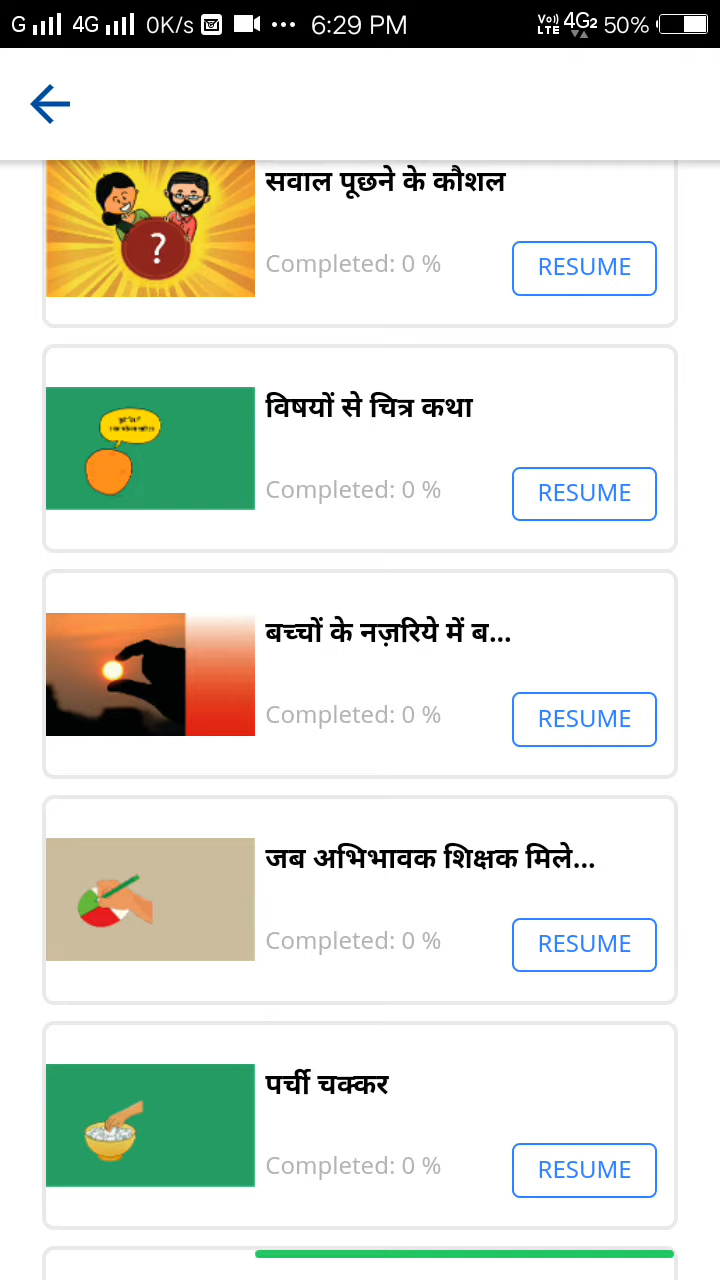 G 4G 0K/s ... 6:29 PM Vo)) LTE 4G2 50%
सवाल पूछने के कौशल
?
Completed: 0 %
RESUME
विषयों से चित्र कथा
Completed: 0 %
RESUME
बच्चों के नज़रिये में ब...
Completed: 0 %
RESUME
जब अभिभावक शिक्षक मिले...
Completed: 0 %
RESUME
पर्ची चक्कर
Completed: 0 %
RESUME